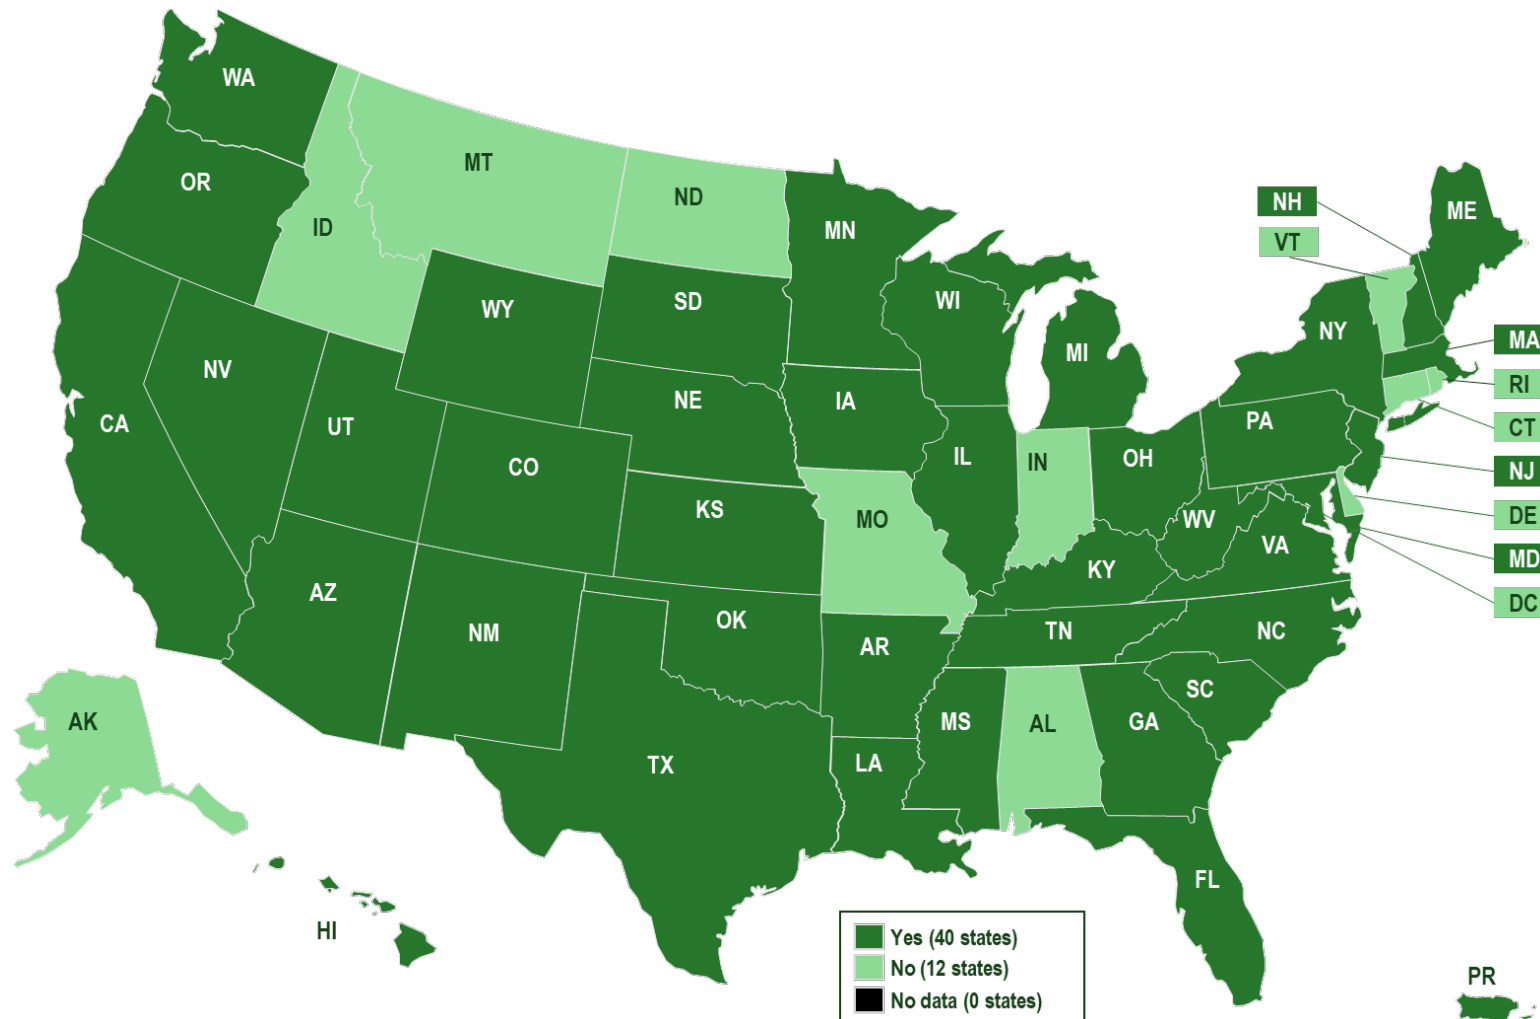 WA
OR
ID
MT
ND
MN
WI
MI
NH
VT
ME
NY
MA
RI
CT
NJ
DE
MD
DC
PA
WY
SD
NE
IA
IL
IN
OH
WV
VA
KY
CA
NV
UT
CO
KS
MO
AZ
NM
OK
AR
TN
NC
SC
TX
LA
MS
AL
GA
FL
AK
HI
PR
Yes (40 states)
No (12 states)
No data (0 states)